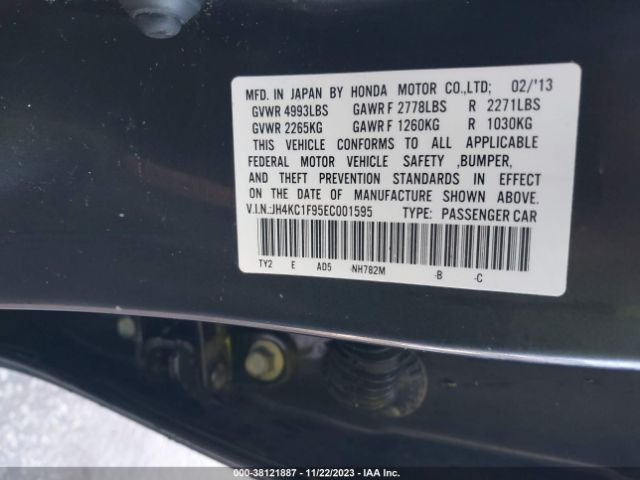 MFD. IN JAPAN BY HONDA MOTOR CO.,LTD; 02/'13
GVWR 4993LBS GAWR F 2778LBS R 2271LBS
GVWR 2265KG GAWR F 1260KG R 1030KG
THIS VEHICLE CONFORMS TO ALL APPLICABLE
FEDERAL MOTOR VEHICLE SAFETY ,BUMPER,
AND THEFT PREVENTION STANDARDS IN EFFECT
ON THE DATE OF MANUFACTURE SHOWN ABOVE.
V.I.N.:JH4KC1F95EC001595 TYPE: PASSENGER CAR
TY2 E AD5 -NH782M -B -C
000-38121887 - 11/22/2023 - IAA Inc.